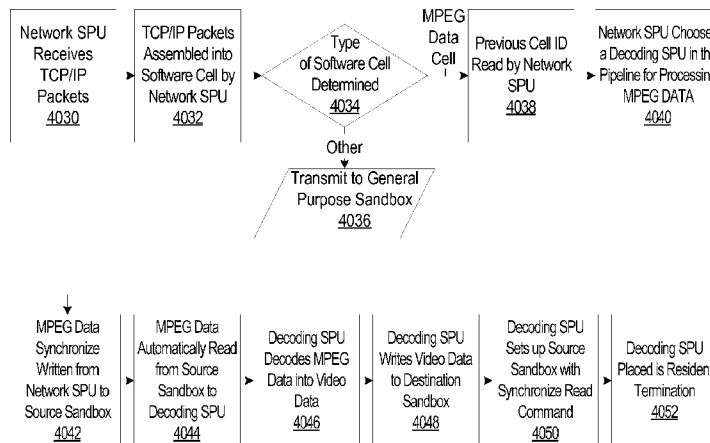 Network SPU
Receives
TCP/IP
Packets
4030
TCP/IP Packets
Assembled into
Software Cell by
Network SPU
4032
Type
of Software Cell
Determined
4034
MPEG
Data
Cell
Previous Cell ID
Read by Network
SPU
4038
Network SPU Choose
a Decoding SPU in th
Pipeline for Processin
MPEG DATA
4040
Other
Transmit to General
Purpose Sandbox
4036
MPEG Data
Synchronize
Written from
Network SPU to
Source Sandbox
4042
MPEG Data
Automatically Read
from Source
Sandbox to
Decoding SPU
4044
Decoding SPU
Decodes MPEG
Data into Video
Data
4046
Decoding SPU
Writes Video Data
to Destination
Sandbox
4048
Decoding SPU
Sets up Source
Sandbox with
Synchronize Read
Command
4050
Decoding SPU
Placed is Residen
Termination
4052